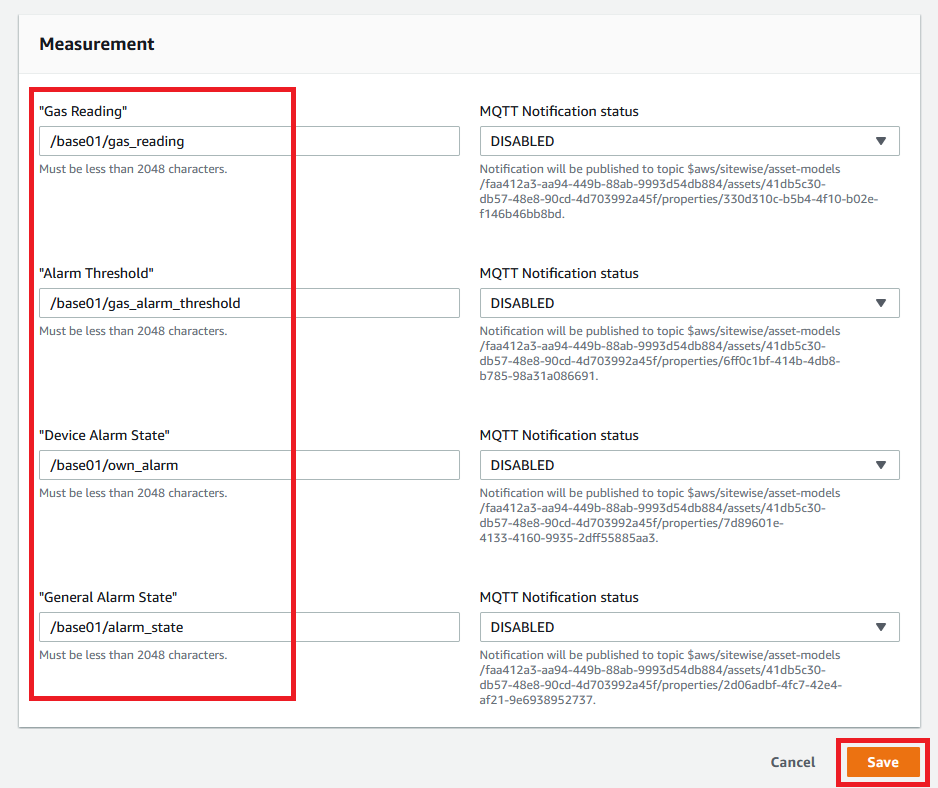 Measurement
"Gas Reading"
/base01/gas_reading
Must be less than 2048 characters.
MQTT Notification status
DISABLED
Notification will be published to topic $aws/sitewise/asset-models
/faa412a3-aa94-449b-88ab-9993d54db884/assets/41db5c30-
db57-48e8-90cd-4d703992a45f/properties/330d310c-b5b4-4f10-b02e-
f146b46bb8bd.
"Alarm Threshold"
/base01/gas_alarm_threshold
Must be less than 2048 characters.
MQTT Notification status
DISABLED
Notification will be published to topic $aws/sitewise/asset-models
/faa412a3-aa94-449b-88ab-9993d54db884/assets/41db5c30-
db57-48e8-90cd-4d703992a45f/properties/6ff0c1bf-414b-4db8-
b785-98a31a086691.
"Device Alarm State"
/base01/own_alarm
Must be less than 2048 characters.
MQTT Notification status
DISABLED
Notification will be published to topic $aws/sitewise/asset-models
/faa412a3-aa94-449b-88ab-9993d54db884/assets/41db5c30-
db57-48e8-90cd-4d703992a45f/properties/7d89601e-
4133-4160-9935-2dff55885aa3.
"General Alarm State"
/base01/alarm_state
Must be less than 2048 characters.
MQTT Notification status
DISABLED
Notification will be published to topic $aws/sitewise/asset-models
/faa412a3-aa94-449b-88ab-9993d54db884/assets/41db5c30-
db57-48e8-90cd-4d703992a45f/properties/2d06adbf-4fc7-42e4-
af21-9e6938952737.
Cancel
Save